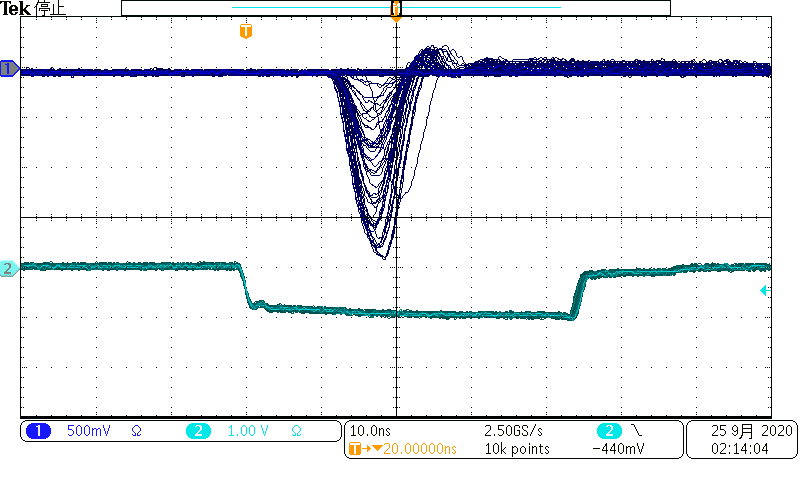 Tek 停止
T
1
2
1 500mV Ω 2 1.00 V Ω
10.0ns 2.50GS/s 2 -440mV
T→▼20.00000ns 10k points
25 9月 2020
02:14:04